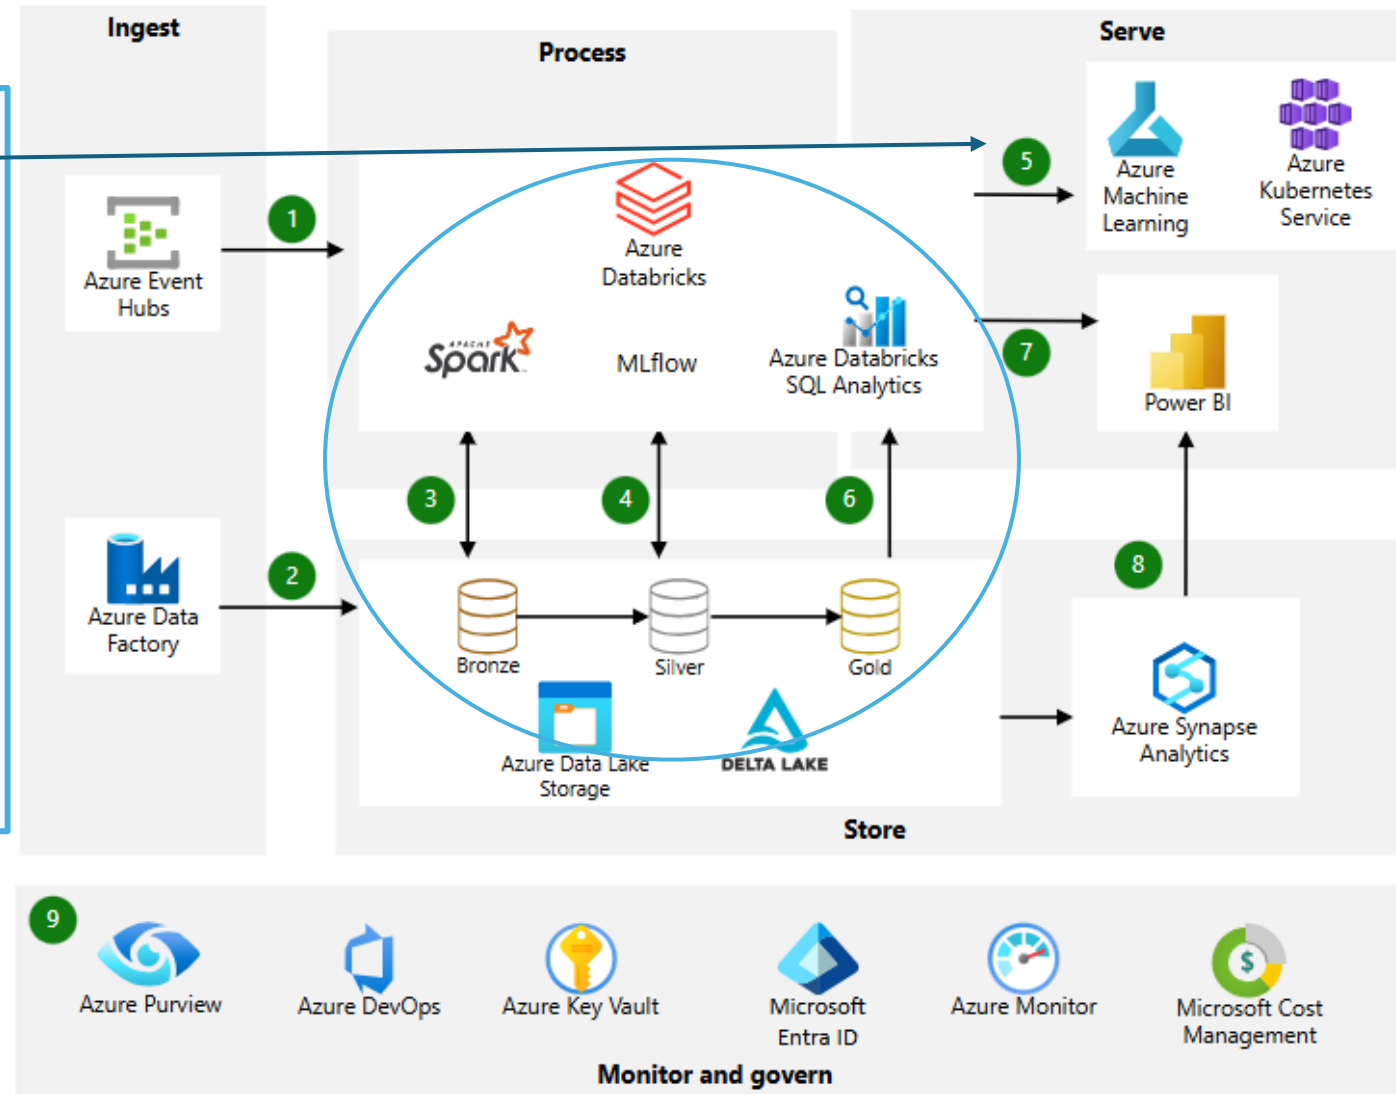 Ingest
Process
Serve
1
Azure Event
Hubs
Azure
Databricks
APACHE
Spark
MLflow
Azure Databricks
SQL Analytics
5
Azure
Machine
Learning
Azure
Kubernetes
Service
7
Power BI
3
4
6
2
Azure Data
Factory
Bronze
Silver
Gold
Azure Data Lake
Storage
DELTA LAKE
8
Azure Synapse
Analytics
Store
9
Azure Purview
Azure DevOps
Azure Key Vault
Microsoft
Entra ID
Azure Monitor
$
Microsoft Cost
Management
Monitor and govern